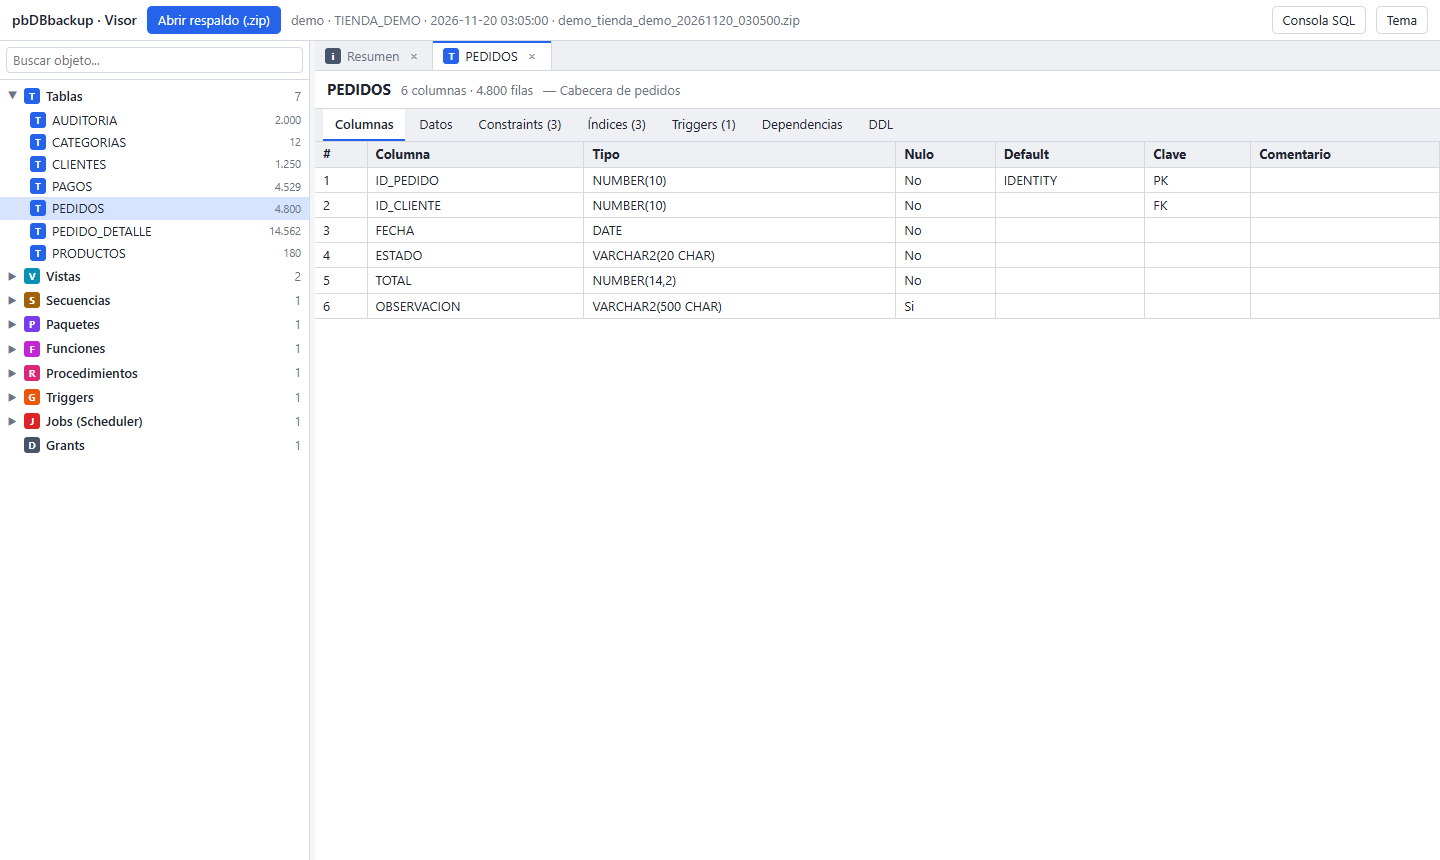 pbDBbackup · Visor Abrir respaldo (.zip) demo · TIENDA_DEMO · 2026-11-20 03:05:00 · demo_tienda_demo_20261120_030500.zip Consola SQL Tema
Buscar objeto...
T Tablas 7
T AUDITORIA 2.000
T CATEGORIAS 12
T CLIENTES 1.250
T PAGOS 4.529
T PEDIDOS 4.800
T PEDIDO_DETALLE 14.562
T PRODUCTOS 180
V Vistas 2
S Secuencias 1
P Paquetes 1
F Funciones 1
R Procedimientos 1
G Triggers 1
J Jobs (Scheduler) 1
D Grants 1
i Resumen × T PEDIDOS ×
PEDIDOS 6 columnas · 4.800 filas — Cabecera de pedidos
Columnas Datos Constraints (3) Índices (3) Triggers (1) Dependencias DDL
# Columna Tipo Nulo Default Clave Comentario
1 ID_PEDIDO NUMBER(10) No IDENTITY PK
2 ID_CLIENTE NUMBER(10) No FK
3 FECHA DATE No
4 ESTADO VARCHAR2(20 CHAR) No
5 TOTAL NUMBER(14,2) No
6 OBSERVACION VARCHAR2(500 CHAR) Si